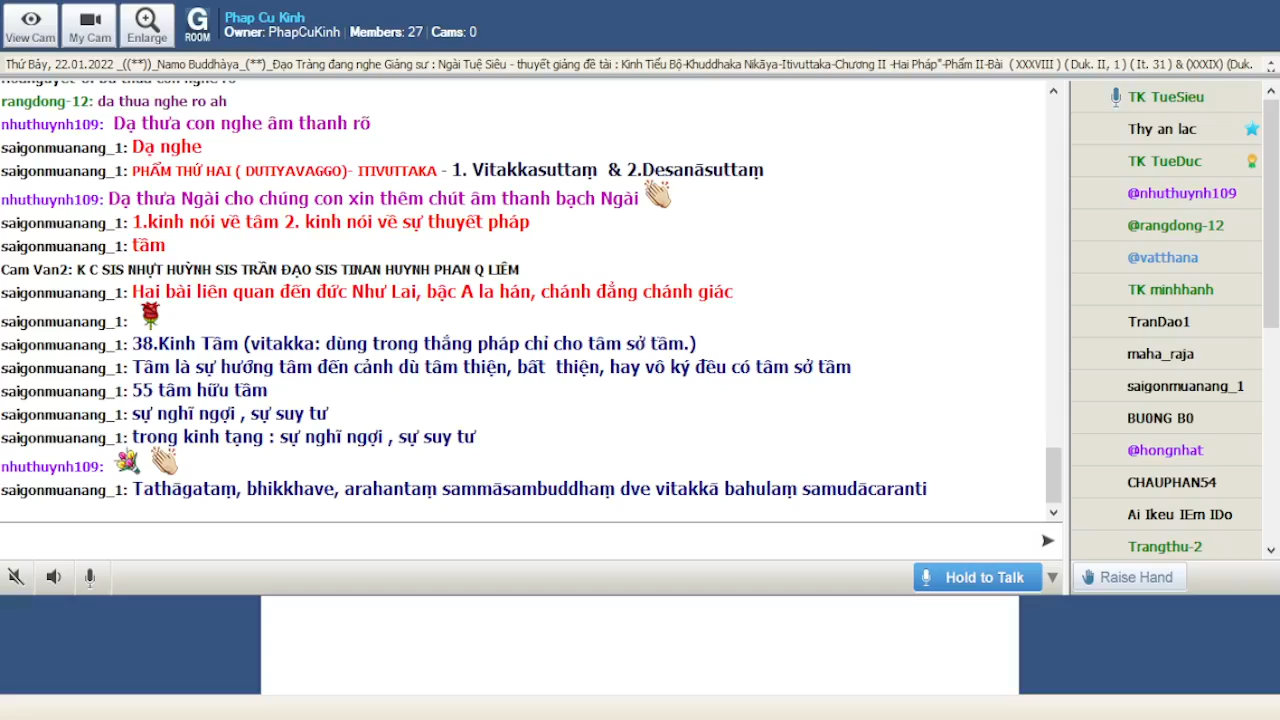 View Cam
My Cam
Enlarge
G
ROOM
Phap Cu Kinh
Owner: PhapCuKinh | Members: 27 | Cams: 0
Thứ Bảy, 22.01.2022 _((**))_Namo Buddhàya_(**)_Đạo Tràng đang nghe Giảng sư : Ngài Tuệ Siêu - thuyết giảng đề tài : Kinh Tiểu Bộ-Khuddhaka Nikāya-Itivuttaka-Chương II -Hai Pháp"-Phẩm II-Bài ( XXXVIII ) ( Duk. II, 1 ) ( It. 31 ) & (XXXIX) (Duk.
rangdong-12: da thua nghe ro ah
nhuthuynh109: Dạ thưa con nghe âm thanh rõ
saigonmuanang_1: Dạ nghe
saigonmuanang_1: PHẨM THỨ HAI ( DUTIYAVAGGO)- ITIVUTTAKA - 1. Vitakkasuttaṃ & 2.Desanāsuttaṃ
nhuthuynh109: Dạ thưa Ngài cho chúng con xin thêm chút âm thanh bạch Ngài
saigonmuanang_1: 1.kinh nói về tâm 2. kinh nói về sự thuyết pháp
saigonmuanang_1: tầm
Cam Van2: K C SIS NHỰT HUỲNH SIS TRẦN ĐẠO SIS TINAN HUYNH PHAN Q LIÊM
saigonmuanang_1: Hai bài liên quan đến đức Như Lai, bậc A la hán, chánh đẳng chánh giác
saigonmuanang_1:
saigonmuanang_1: 38.Kinh Tầm (vitakka: dùng trong thắng pháp chỉ cho tâm sở tầm.)
saigonmuanang_1: Tầm là sự hướng tâm đến cảnh dù tâm thiện, bất thiện, hay vô ký đều có tâm sở tầm
saigonmuanang_1: 55 tâm hữu tầm
saigonmuanang_1: sự nghĩ ngợi , sự suy tư
saigonmuanang_1: trong kinh tạng : sự nghĩ ngợi , sự suy tư
nhuthuynh109:
saigonmuanang_1: Tathāgataṃ, bhikkhave, arahantaṃ sammāsambuddhaṃ dve vitakkā bahulaṃ samudācaranti
Hold to Talk
TK TueSieu
Thy an lac
TK TueDuc
@nhuthuynh109
@rangdong-12
@vatthana
TK minhhanh
TranDao1
maha_raja
saigonmuanang_1
BU0NG B0
@hongnhat
CHAUPHAN54
Ai Ikeu IEm IDo
Trangthu-2
Raise Hand